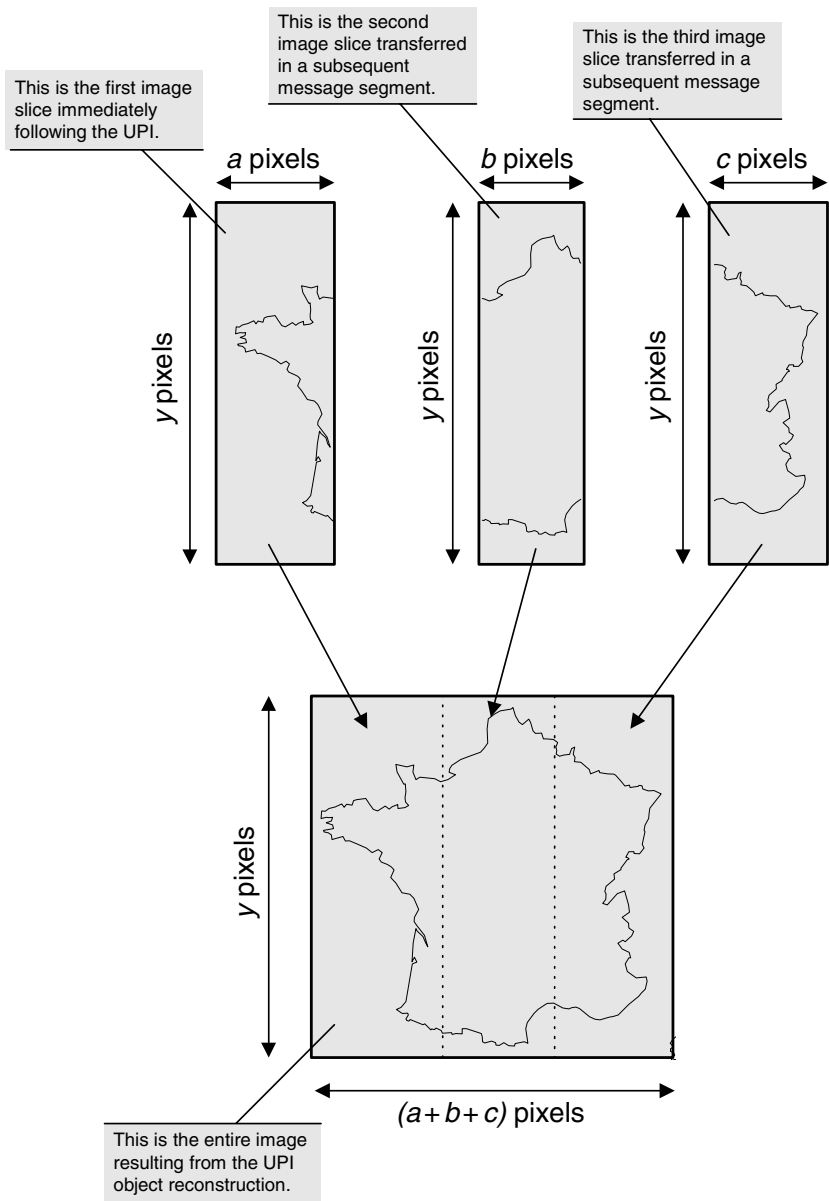 This is the first image
slice immediately
following the UPI.
This is the second
image slice transferred
in a subsequent
message segment.
This is the third image
slice transferred in a
subsequent message
segment.
a pixels
b pixels
c pixels
y pixels
y pixels
y pixels
y pixels
(a+b+c) pixels
This is the entire image
resulting from the UPI
object reconstruction.